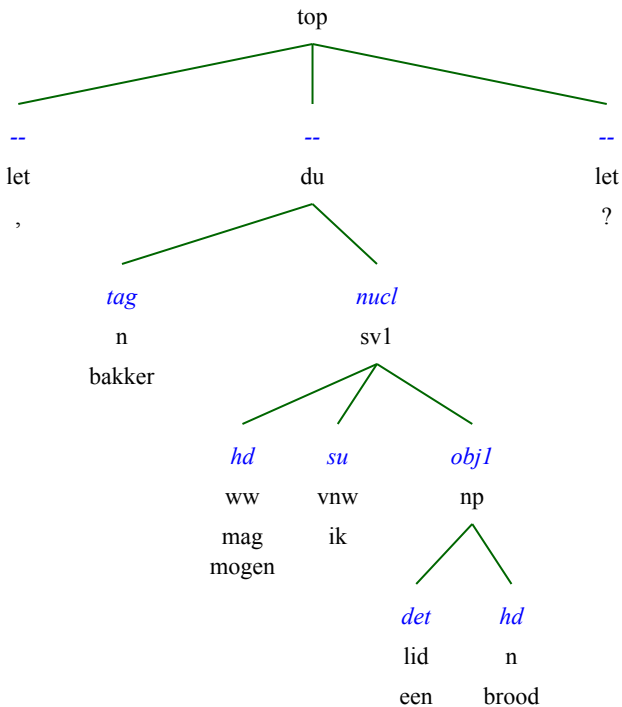 top
-- -- --
let du let
, ?
tag nucl
n sv1
bakker
hd su obj1
ww vnw np
mag ik
mogen
det hd
lid n
een brood